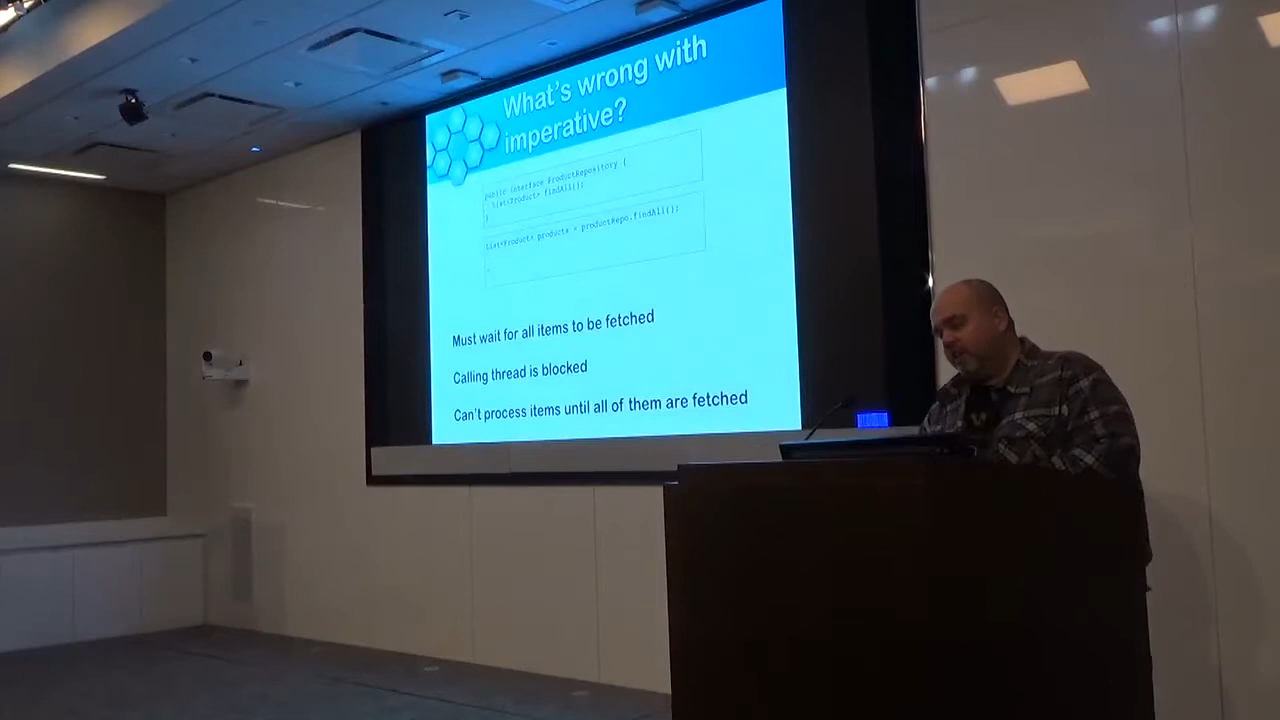 What's wrong with
imperative?
public interface ProductRepository {
List<Product> findAll();
}
List<Product> products = productRepo.findAll();
Must wait for all items to be fetched
Calling thread is blocked
Can't process items until all of them are fetched